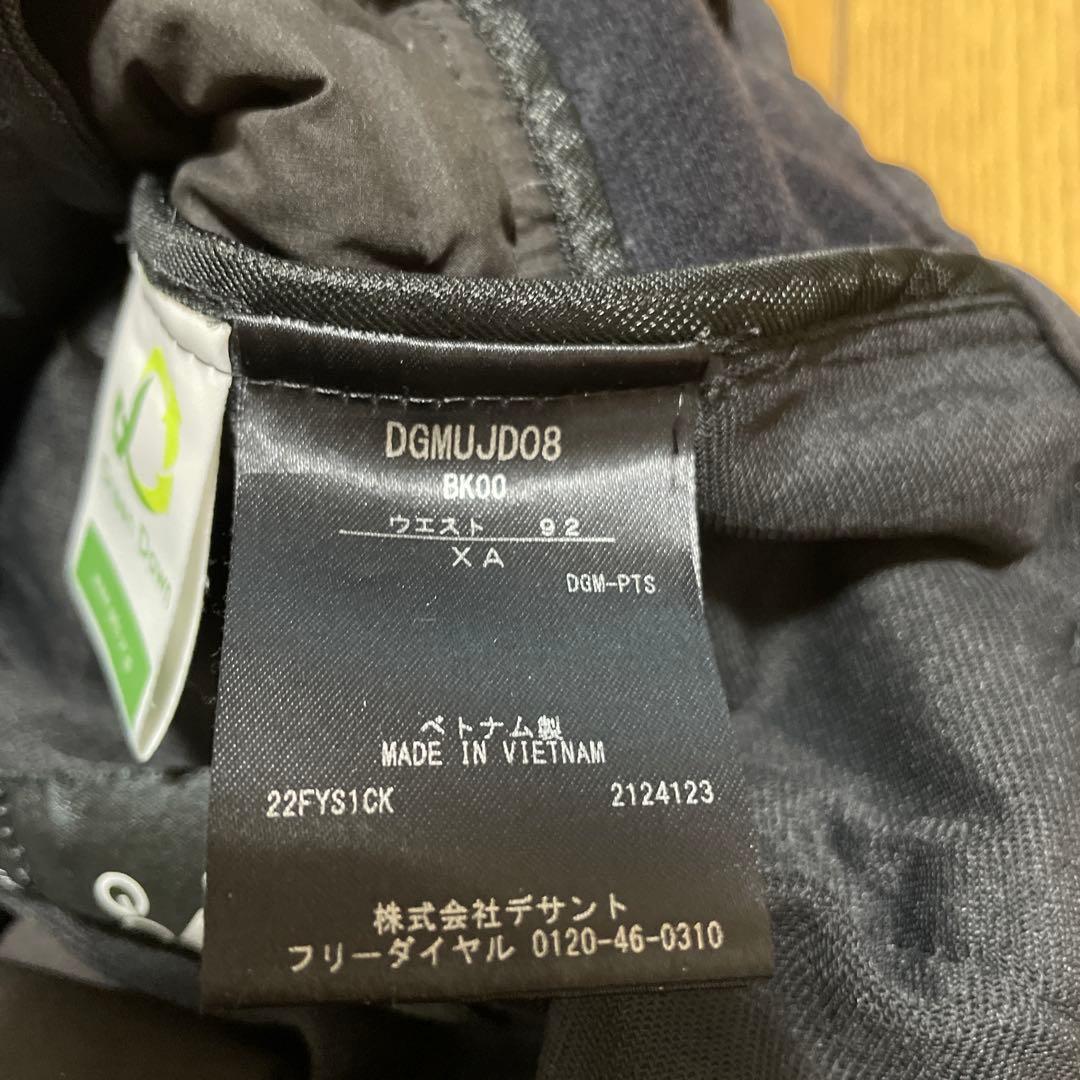 DGMUJD08
BK00
ウエスト 92
XA
DGM-PTS
ベトナム製
MADE IN VIETNAM
22FYS1CK 2124123
株式会社デサント
フリーダイヤル 0120-46-0310
Down
G